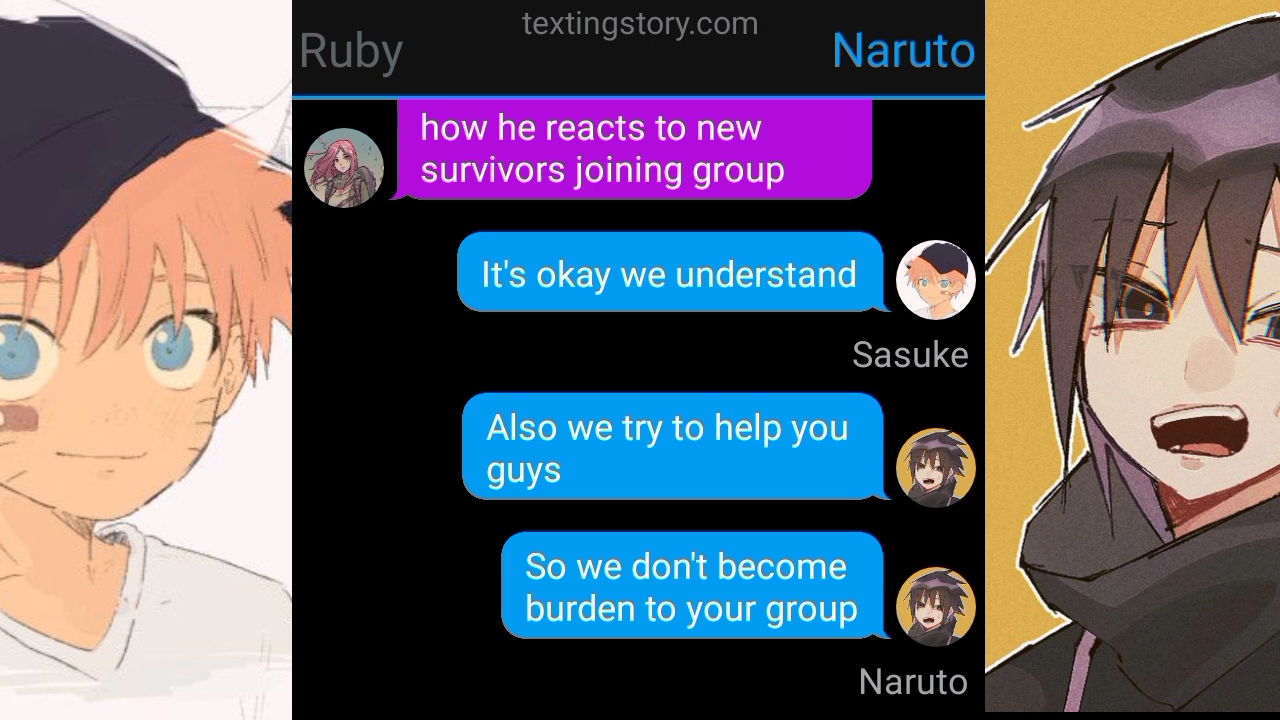 textingstory.com
Ruby
Naruto
how he reacts to new
survivors joining group
It's okay we understand
Sasuke
Also we try to help you
guys
So we don't become
burden to your group
Naruto